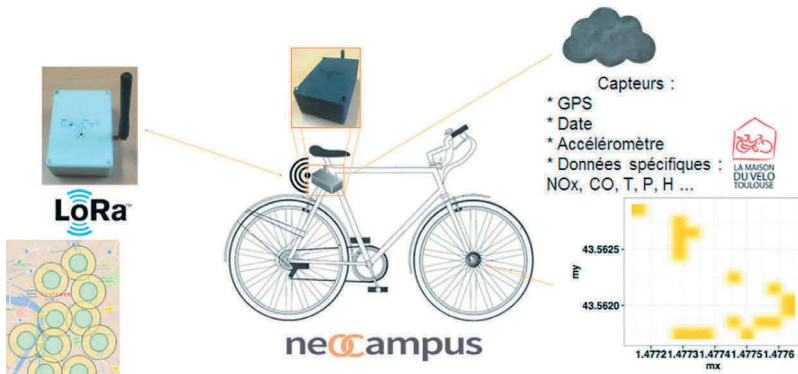 LoRa™
Capteurs :
* GPS
* Date
* Accéléromètre
* Données spécifiques :
NOx, CO, T, P, H ...
LA MAISON
DU VELO
TOULOUSE
neOCampus
my
43.5625
43.5620
1.4772 1.4773 1.4774 1.4775 1.4776
mx